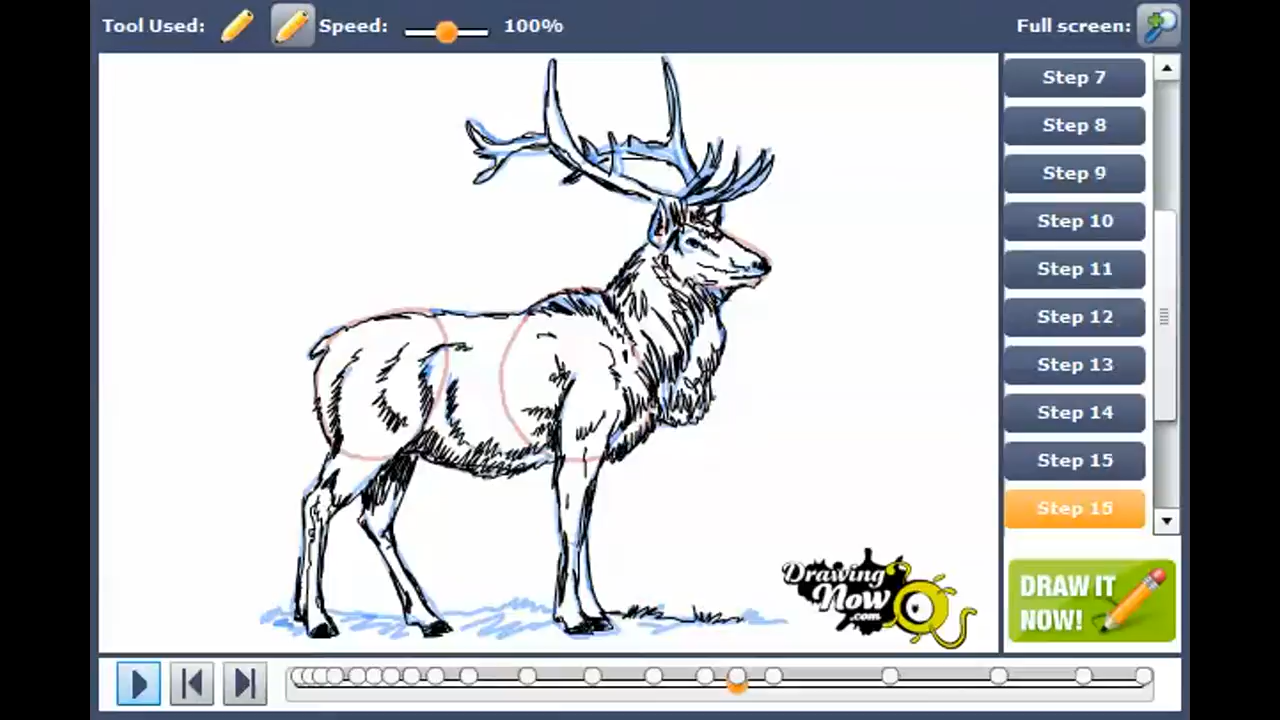 Tool Used:
Speed:
100%
Full screen:
Step 7
Step 8
Step 9
Step 10
Step 11
Step 12
Step 13
Step 14
Step 15
Step 15
Drawing
Now
.com
DRAW IT
NOW!